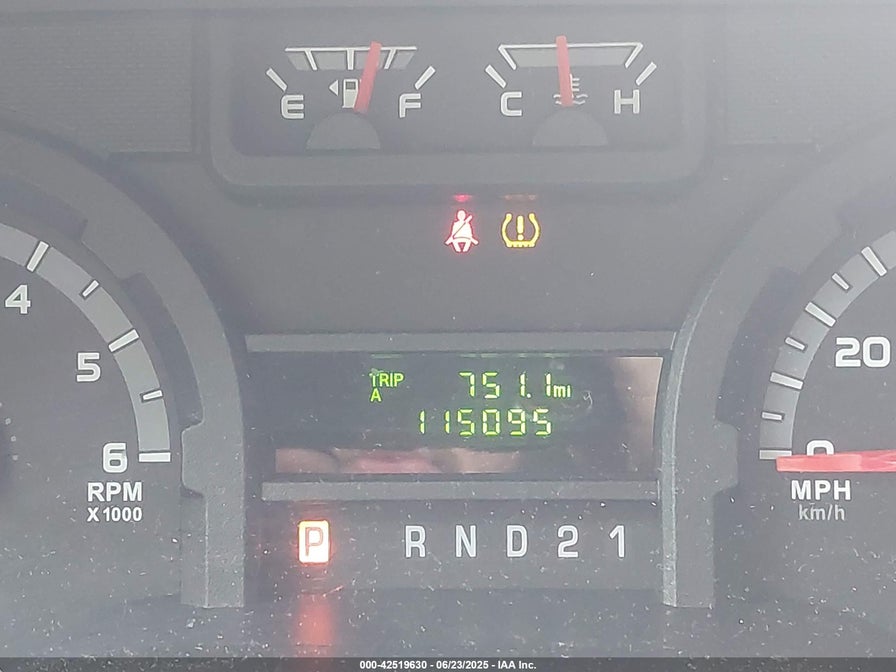 E F C H
4
5
6
RPM
X1000
TRIP A 751.1mi
115095
20
0
MPH
km/h
P R N D 2 1
000-42519630 - 06/23/2025 - IAA Inc.